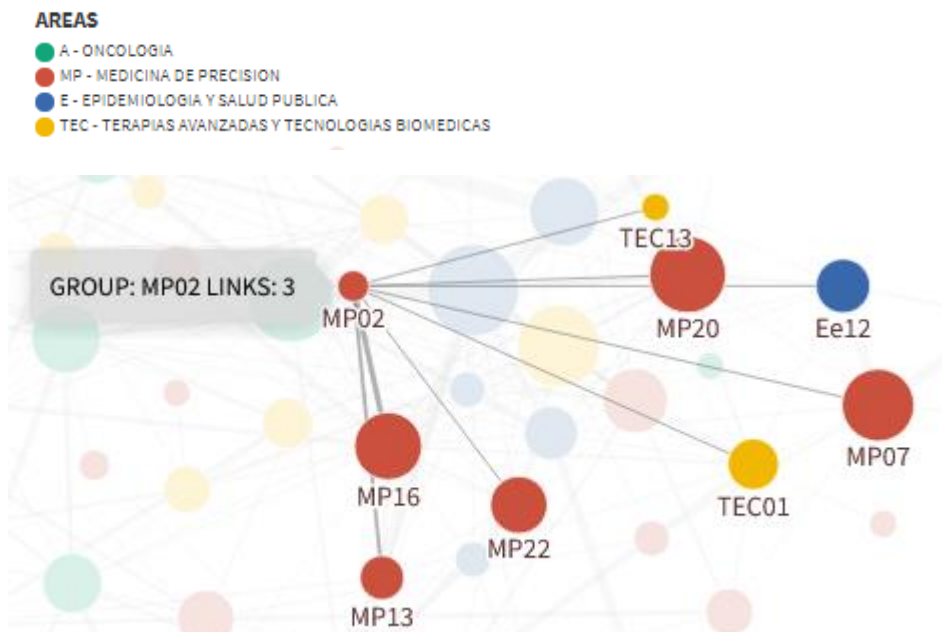 AREAS
A - ONCOLOGIA
MP - MEDICINA DE PRECISION
E - EPIDEMIOLOGIA Y SALUD PUBLICA
TEC - TERAPIAS AVANZADAS Y TECNOLOGIAS BIOMEDICAS
TEC13
GROUP: MP02 LINKS: 3
MP02
MP20
Ee12
MP07
MP16
TEC01
MP22
MP13